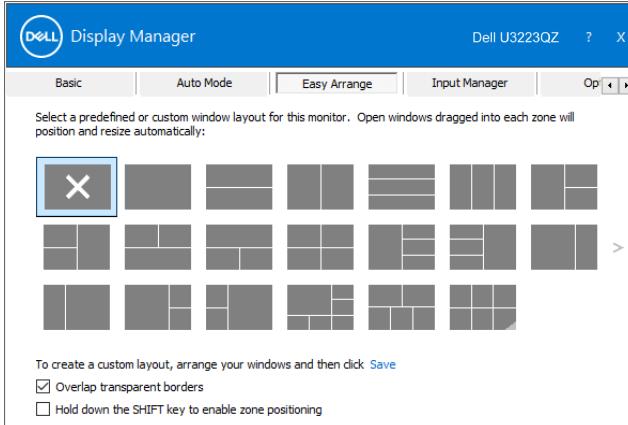 DELL Display Manager Dell U3223QZ ? X
Basic Auto Mode Easy Arrange Input Manager Op
Select a predefined or custom window layout for this monitor. Open windows dragged into each zone will
position and resize automatically:
To create a custom layout, arrange your windows and then click Save
Overlap transparent borders
Hold down the SHIFT key to enable zone positioning